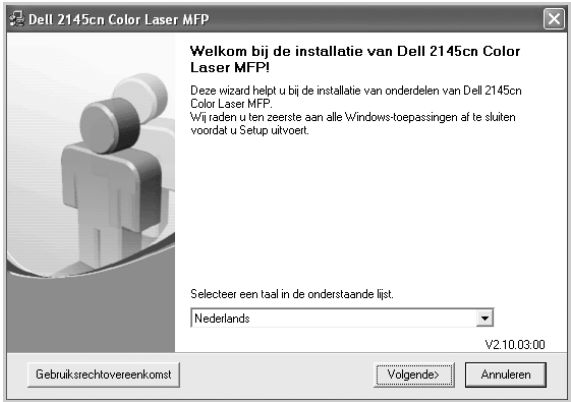 Dell 2145cn Color Laser MFP
Welkom bij de installatie van Dell 2145cn Color
Laser MFP!
Deze wizard helpt u bij de installatie van onderdelen van Dell 2145cn
Color Laser MFP.
Wij raden u ten zeerste aan alle Windows-toepassingen af te sluiten
voordat u Setup uitvoert.
Selecteer een taal in de onderstaande lijst.
Nederlands
V2.10.03:00
Gebruiksrechtovereenkomst
Volgende>
Annuleren